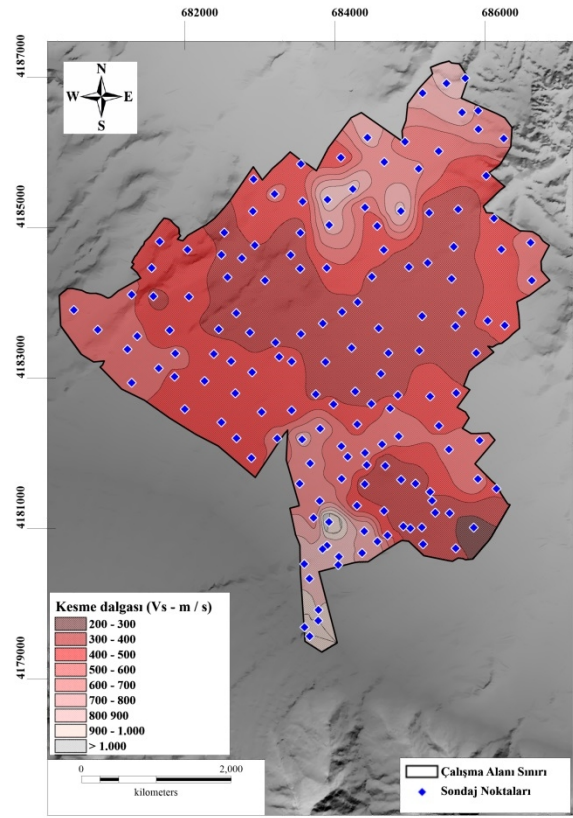 682000 684000 686000
4187000
N
W E
S
4185000
4183000
4181000
4179000
Kesme dalgası (Vs - m / s)
200 - 300
300 - 400
400 - 500
500 - 600
600 - 700
700 - 800
800 900
900 - 1.000
> 1.000
0 2,000
kilometers
Çalışma Alanı Sınırı
Sondaj Noktaları